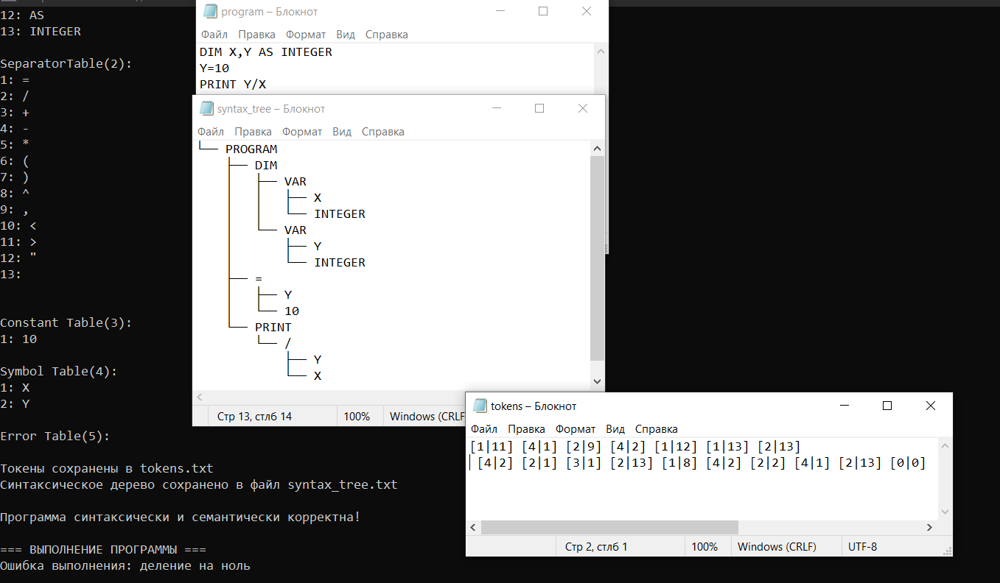 12: AS
13: INTEGER
SeparatorTable(2):
1: =
2: /
3: +
4: -
5: *
6: (
7: )
8: ^
9: ,
10: <
11: >
12: "
13:
Constant Table(3):
1: 10
Symbol Table(4):
1: X
2: Y
Error Table(5):
Токены сохранены в tokens.txt
Синтаксическое дерево сохранено в файл syntax_tree.txt
Программа синтаксически и семантически корректна!
=== ВЫПОЛНЕНИЕ ПРОГРАММЫ ===
Ошибка выполнения: деление на ноль
program – Блокнот
Файл Правка Формат Вид Справка
DIM X,Y AS INTEGER
Y=10
PRINT Y/X
syntax_tree – Блокнот
Файл Правка Формат Вид Справка
└── PROGRAM
    ├── DIM
    │   ├── VAR
    │   │   ├── X
    │   │   └── INTEGER
    │   └── VAR
    │       ├── Y
    │       └── INTEGER
    ├── =
    │   ├── Y
    │   └── 10
    └── PRINT
        └── /
            ├── Y
            └── X
Стр 13, стлб 14 100% Windows (CRLF
tokens – Блокнот
Файл Правка Формат Вид Справка
[1|11] [4|1] [2|9] [4|2] [1|12] [1|13] [2|13]
[4|2] [2|1] [3|1] [2|13] [1|8] [4|2] [2|2] [4|1] [2|13] [0|0]
Стр 2, стлб 1 100% Windows (CRLF) UTF-8